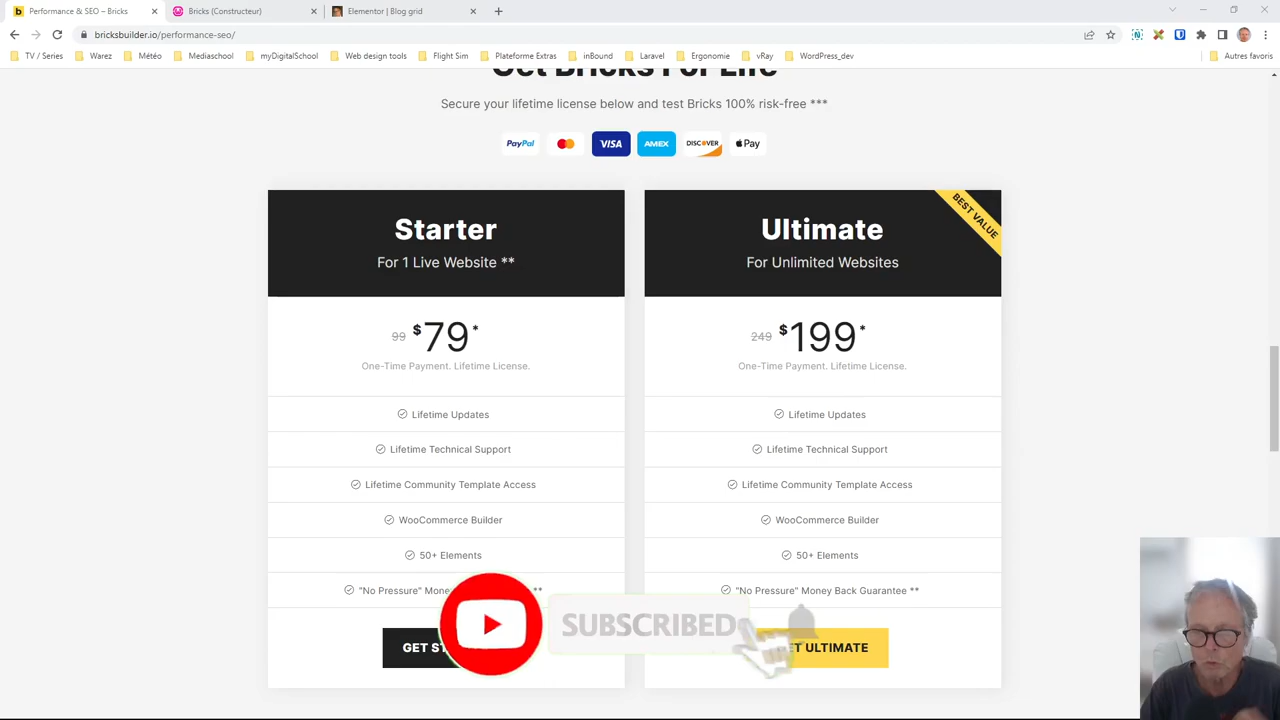 Performance & SEO – Bricks
Bricks (Constructeur)
Elementor | Blog grid
bricksbuilder.io/performance-seo/
TV / Series
Warez
Météo
Mediaschool
myDigitalSchool
Web design tools
Flight Sim
Plateforme Extras
inBound
Laravel
Ergonomie
vRay
WordPress_dev
Autres favoris
Get Bricks For Life
Secure your lifetime license below and test Bricks 100% risk-free ***
PayPal
VISA
AMEX
DISCOVER
Pay
Starter
For 1 Live Website **
99 $79*
One-Time Payment. Lifetime License.
Lifetime Updates
Lifetime Technical Support
Lifetime Community Template Access
WooCommerce Builder
50+ Elements
"No Pressure" **
GET
BEST VALUE
Ultimate
For Unlimited Websites
249 $199*
One-Time Payment. Lifetime License.
Lifetime Updates
Lifetime Technical Support
Lifetime Community Template Access
WooCommerce Builder
50+ Elements
"No Pressure" Money Back Guarantee **
ULTIMATE
SUBSCRIBED